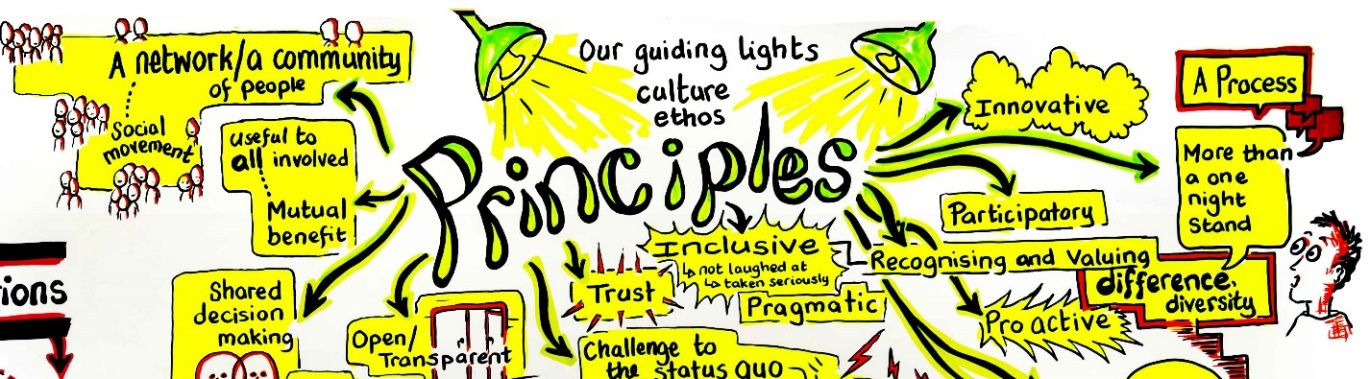 A network/a community
of people
Social
movement
useful to
all involved
Mutual
benefit
Shared
decision
making
Open/
Transparent
ions
Our guiding lights
culture
ethos
Principles
Trust
Inclusive
↳ not laughed at
↳ taken seriously
Pragmatic
Challenge to
the status quo
Innovative
Participatory
Recognising and Valuing
difference,
diversity
Pro active
A Process
More than
a one
night
Stand